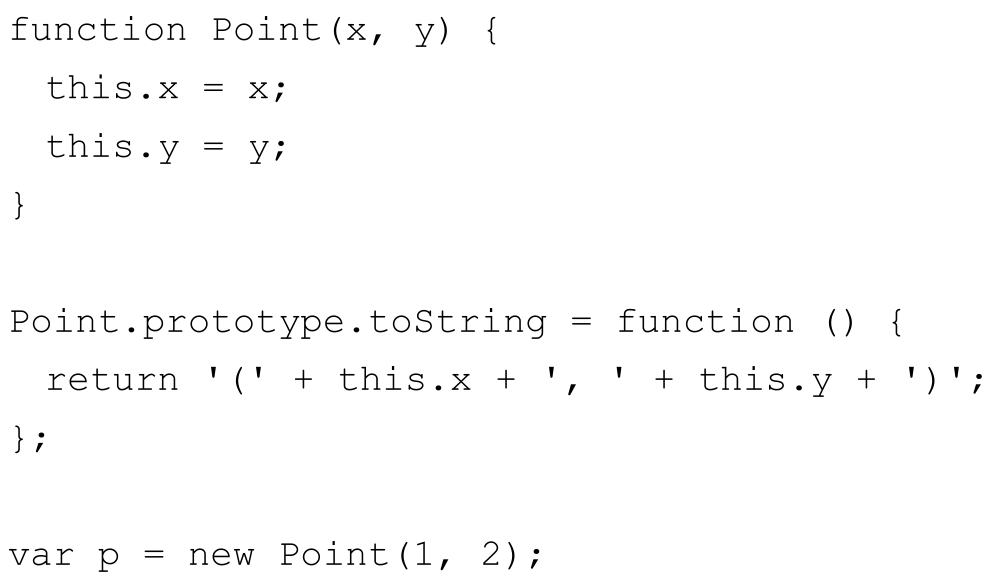 function Point(x, y) {
  this.x = x;
  this.y = y;
}

Point.prototype.toString = function () {
  return '(' + this.x + ', ' + this.y + ')';
};

var p = new Point(1, 2);